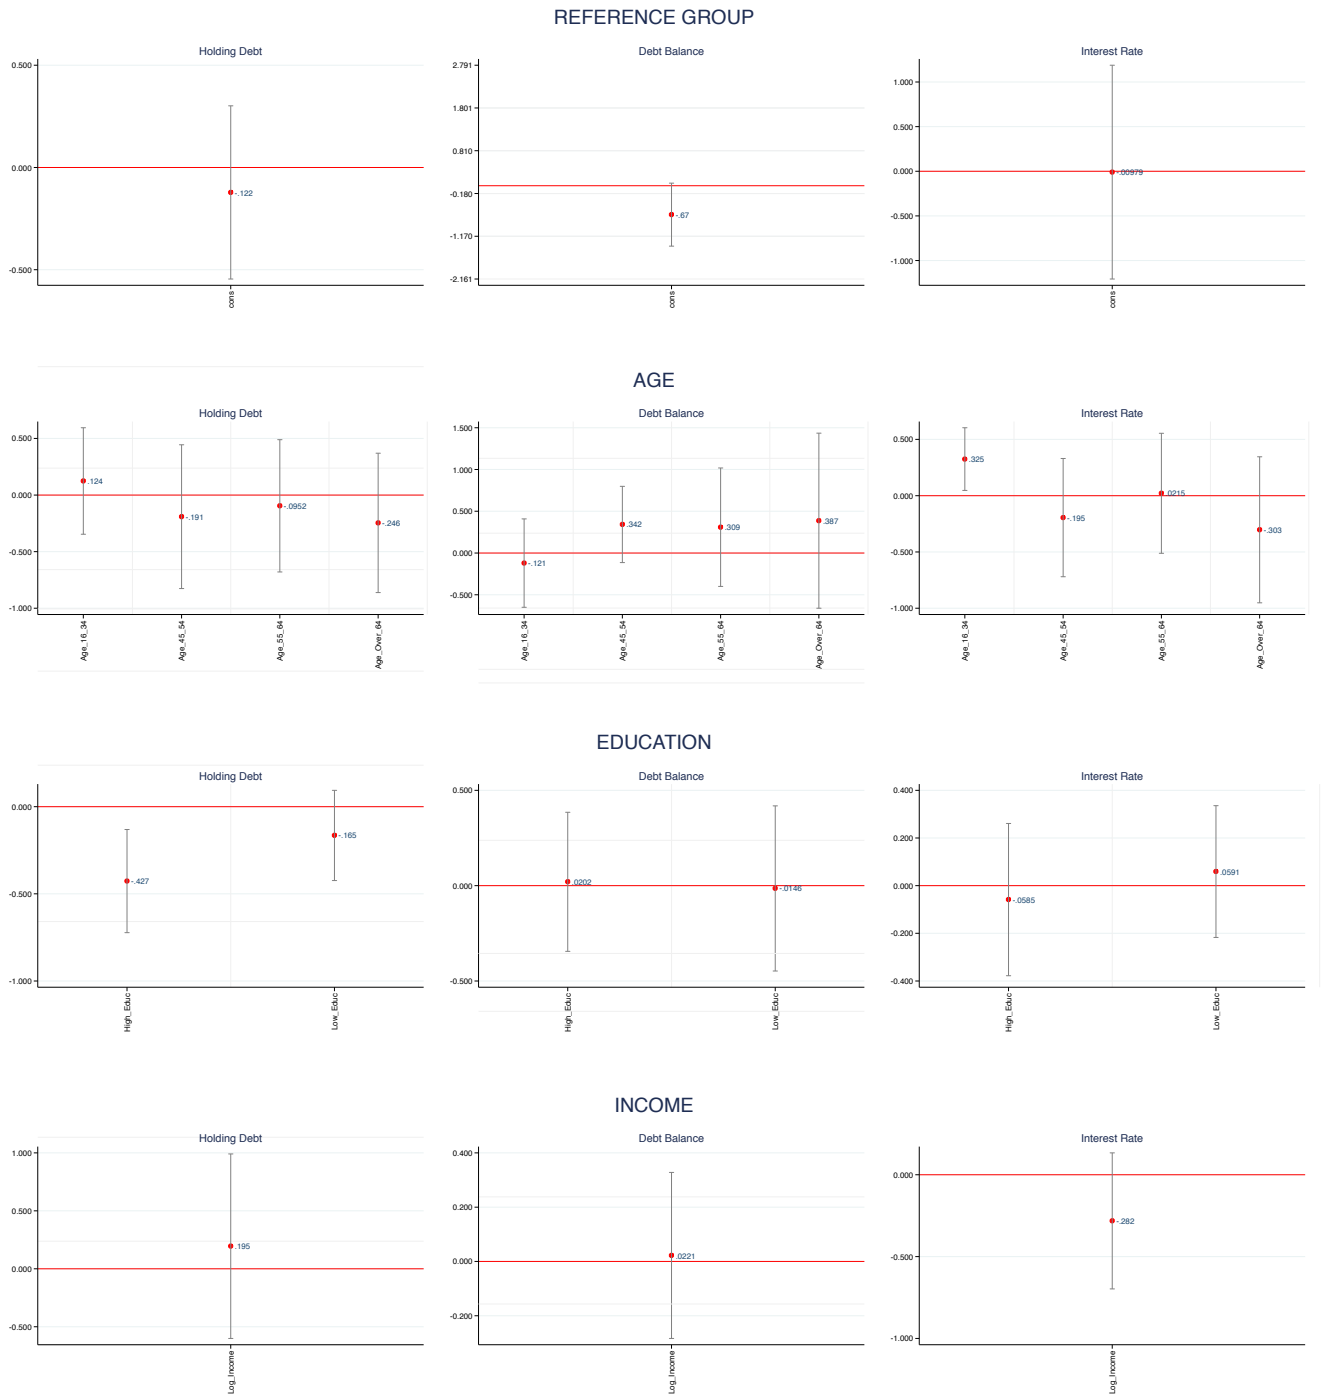 REFERENCE GROUP
Holding Debt
0.500
0.000
-0.500
-.122
cons
Debt Balance
2.791
1.801
0.810
-0.180
-1.170
-2.161
-.67
cons
Interest Rate
1.000
0.500
0.000
-0.500
-1.000
-.00979
cons
AGE
Holding Debt
0.500
0.000
-0.500
-1.000
.124
-.191
-.0952
-.246
Age_16_34
Age_45_54
Age_55_64
Age_Over_64
Debt Balance
1.500
1.000
0.500
0.000
-0.500
-.121
.342
.309
.387
Age_16_34
Age_45_54
Age_55_64
Age_Over_64
Interest Rate
0.500
0.000
-0.500
-1.000
.325
-.195
.0215
-.303
Age_16_34
Age_45_54
Age_55_64
Age_Over_64
EDUCATION
Holding Debt
0.000
-0.500
-1.000
-.427
-.165
High_Educ
Low_Educ
Debt Balance
0.500
0.000
-0.500
.0202
-.0146
High_Educ
Low_Educ
Interest Rate
0.400
0.200
0.000
-0.200
-0.400
-.0585
.0591
High_Educ
Low_Educ
INCOME
Holding Debt
1.000
0.500
0.000
-0.500
.195
Log_Income
Debt Balance
0.400
0.200
0.000
-0.200
.0221
Log_Income
Interest Rate
0.000
-0.500
-1.000
-.282
Log_Income